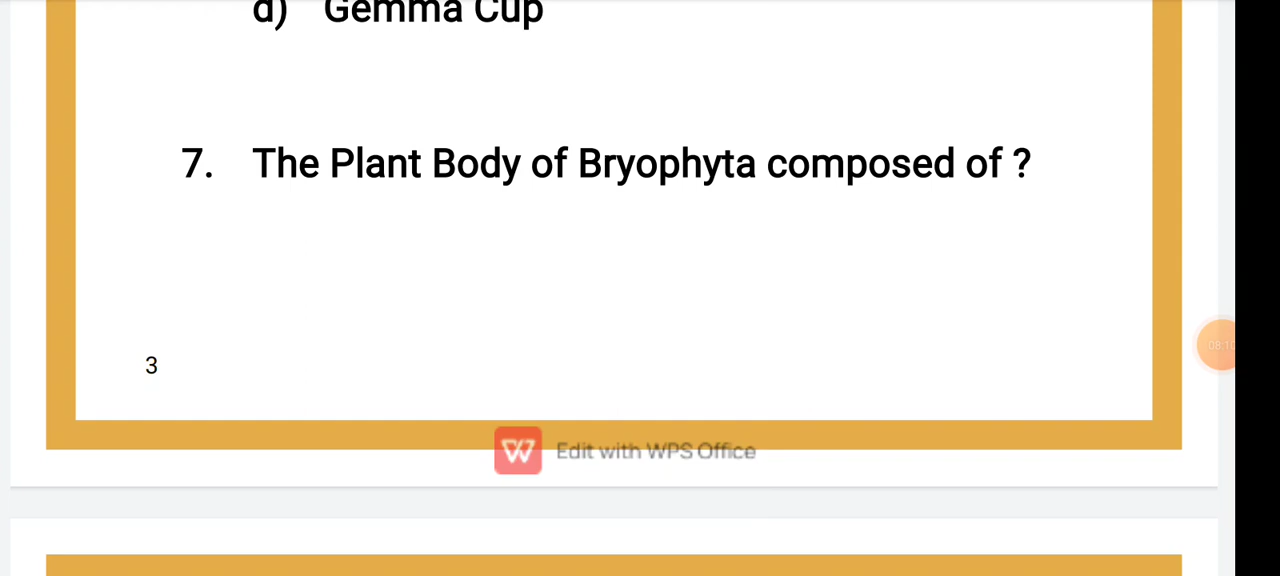 d) Gemma Cup
7. The Plant Body of Bryophyta composed of ?
3
Edit with WPS Office